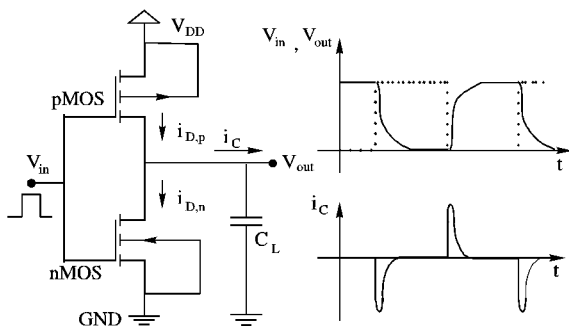 V_DD
V_in , V_out
pMOS
i_D,p
i_C
V_in
V_out
t
i_D,n
i_C
C_L
nMOS
t
GND